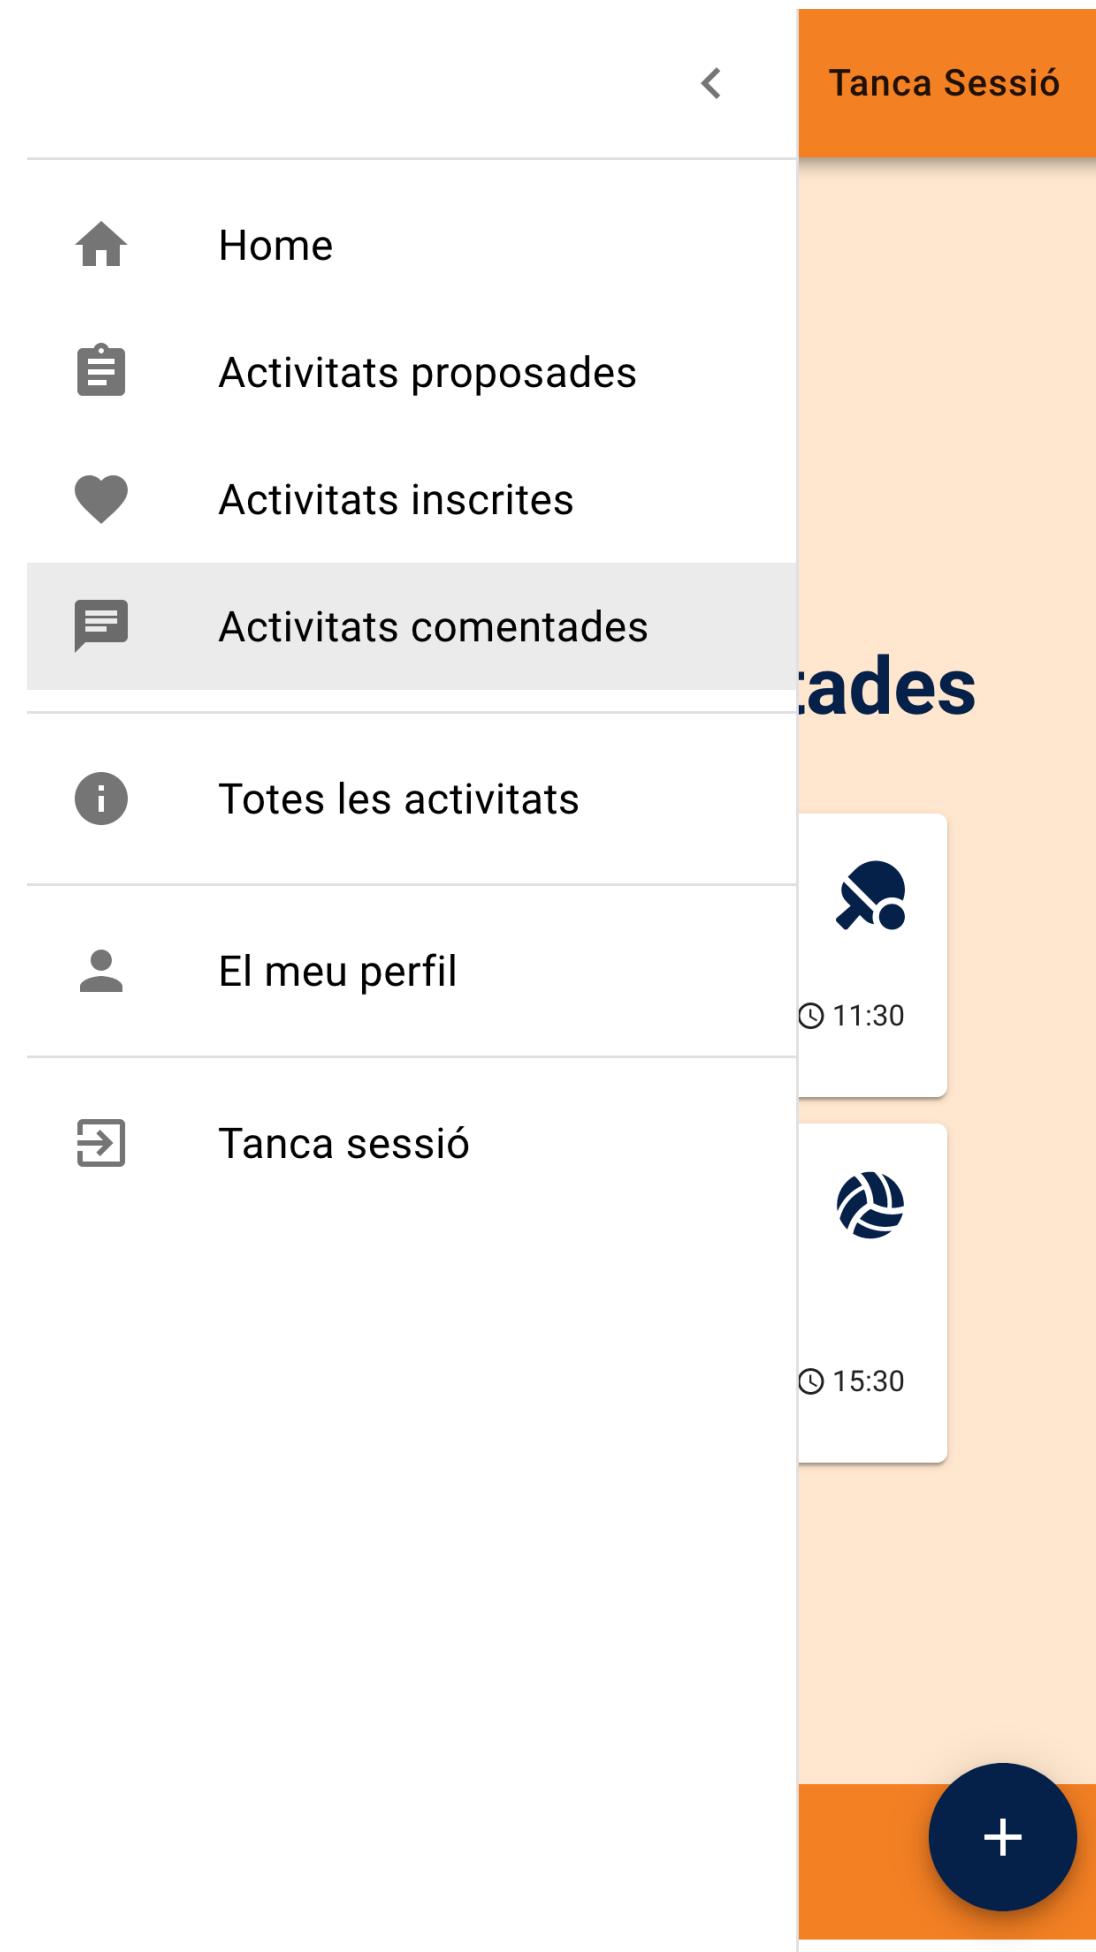 Tanca Sessió
Home
Activitats proposades
Activitats inscrites
Activitats comentades
tades
Totes les activitats
11:30
El meu perfil
Tanca sessió
15:30